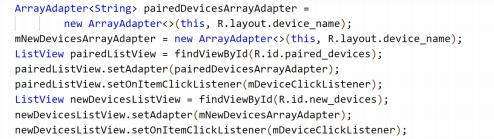 ArrayAdapter<String> pairedDevicesArrayAdapter =
new ArrayAdapter<>(this, R.layout.device_name);
mNewDevicesArrayAdapter = new ArrayAdapter<>(this, R.layout.device_name);
ListView pairedListView = findViewById(R.id.paired_devices);
pairedListView.setAdapter(pairedDevicesArrayAdapter);
pairedListView.setOnItemClickListener(mDeviceClickListener);
ListView newDevicesListView = findViewById(R.id.new_devices);
newDevicesListView.setAdapter(mNewDevicesArrayAdapter);
newDevicesListView.setOnItemClickListener(mDeviceClickListener);